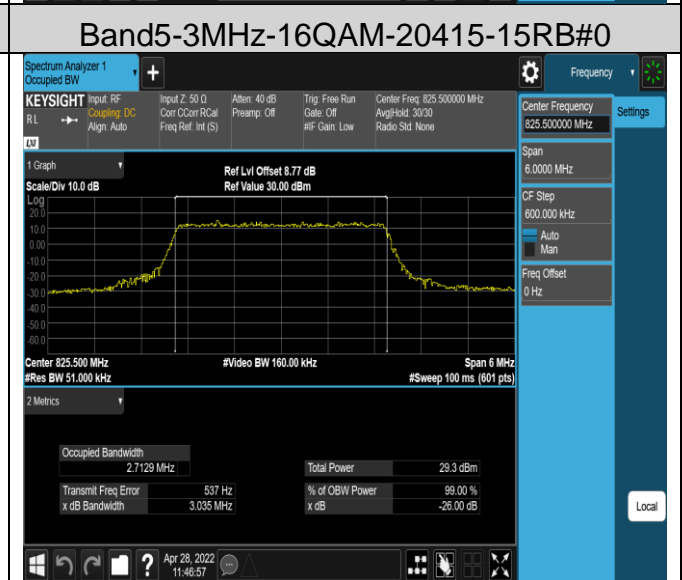 Band5-3MHz-16QAM-20415-15RB#0
Spectrum Analyzer 1
Occupied BW
+
Frequency
KEYSIGHT
R L
Input: RF
Coupling: DC
Align: Auto
Input Z: 50 Ω
Corr CCorr RCal
Freq Ref: Int (S)
Atten: 40 dB
Preamp: Off
Trig: Free Run
Gate: Off
#IF Gain: Low
Center Freq: 825.500000 MHz
Avg|Hold: 30/30
Radio Std: None
Center Frequency
825.500000 MHz
Settings
Span
6.0000 MHz
CF Step
600.000 kHz
Auto
Man
Freq Offset
0 Hz
1 Graph
Scale/Div 10.0 dB
Ref Lvl Offset 8.77 dB
Ref Value 30.00 dBm
Log
20.0
10.0
0.00
-10.0
-20.0
-30.0
-40.0
-50.0
-60.0
Center 825.500 MHz
#Video BW 160.00 kHz
Span 6 MHz
#Res BW 51.000 kHz
#Sweep 100 ms (601 pts)
2 Metrics
Occupied Bandwidth
2.7129 MHz
Total Power 29.3 dBm
Transmit Freq Error 537 Hz
% of OBW Power 99.00 %
x dB Bandwidth 3.035 MHz
x dB -26.00 dB
Local
?
Apr 28, 2022
11:46:57